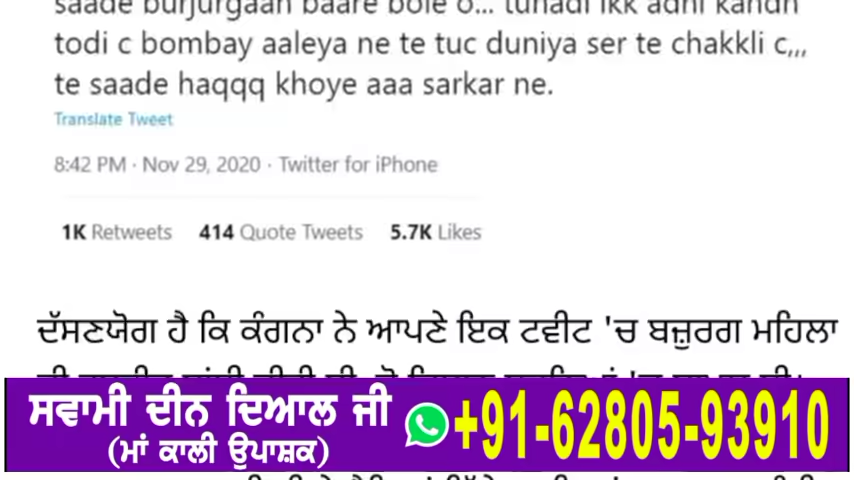 saade burjurgaan baare bole o... tuhadi ikk adhi kandh
todi c bombay aaleya ne te tuc duniya ser te chakkli c,,,
te saade haqqq khoye aaa sarkar ne.
Translate Tweet
8:42 PM · Nov 29, 2020 · Twitter for iPhone
1K Retweets 414 Quote Tweets 5.7K Likes
ਦੱਸਣਯੋਗ ਹੈ ਕਿ ਕੰਗਨਾ ਨੇ ਆਪਣੇ ਇਕ ਟਵੀਟ 'ਚ ਬਜ਼ੁਰਗ ਮਹਿਲਾ
ਸਵਾਮੀ ਦੀਨ ਦਿਆਲ ਜੀ
(ਮਾਂ ਕਾਲੀ ਉਪਾਸ਼ਕ)
+91-62805-93910